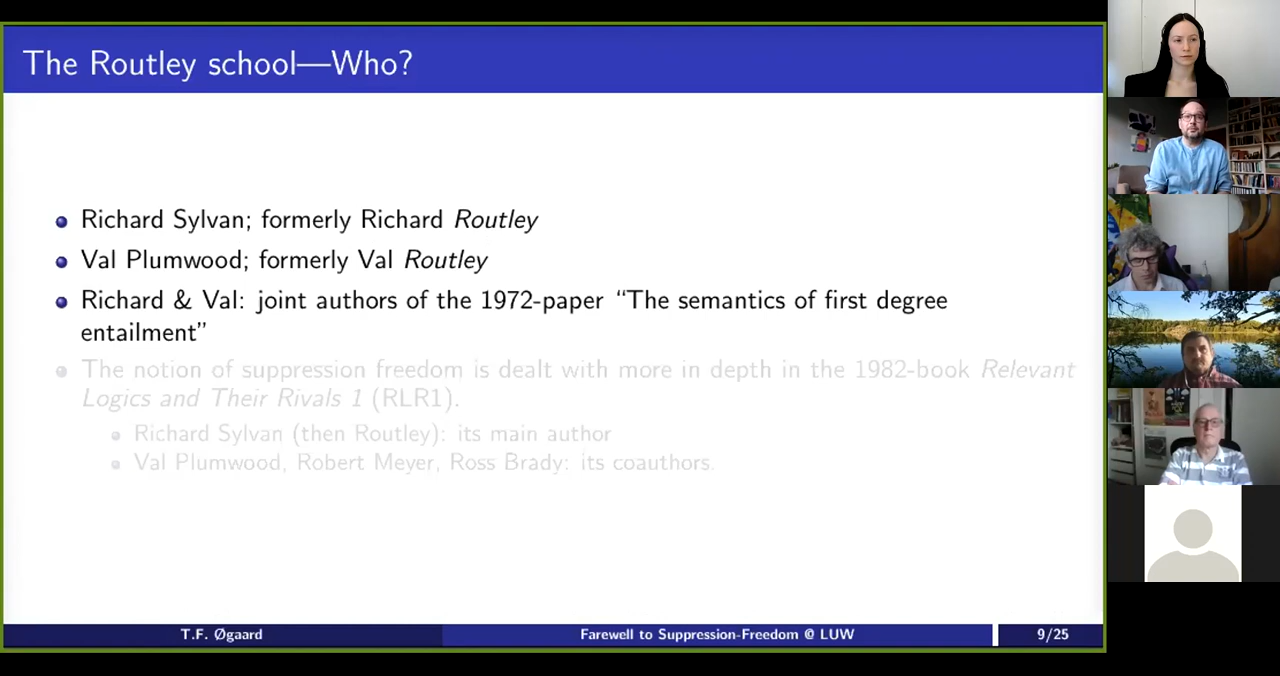 The Routley school—Who?
Richard Sylvan; formerly Richard Routley
Val Plumwood; formerly Val Routley
Richard & Val: joint authors of the 1972-paper “The semantics of first degree
entailment”
The notion of suppression freedom is dealt with more in depth in the 1982-book Relevant
Logics and Their Rivals 1 (RLR1).
Richard Sylvan (then Routley): its main author
Val Plumwood, Robert Meyer, Ross Brady: its coauthors.
T.F. Øgaard
Farewell to Suppression-Freedom @ LUW
9/25